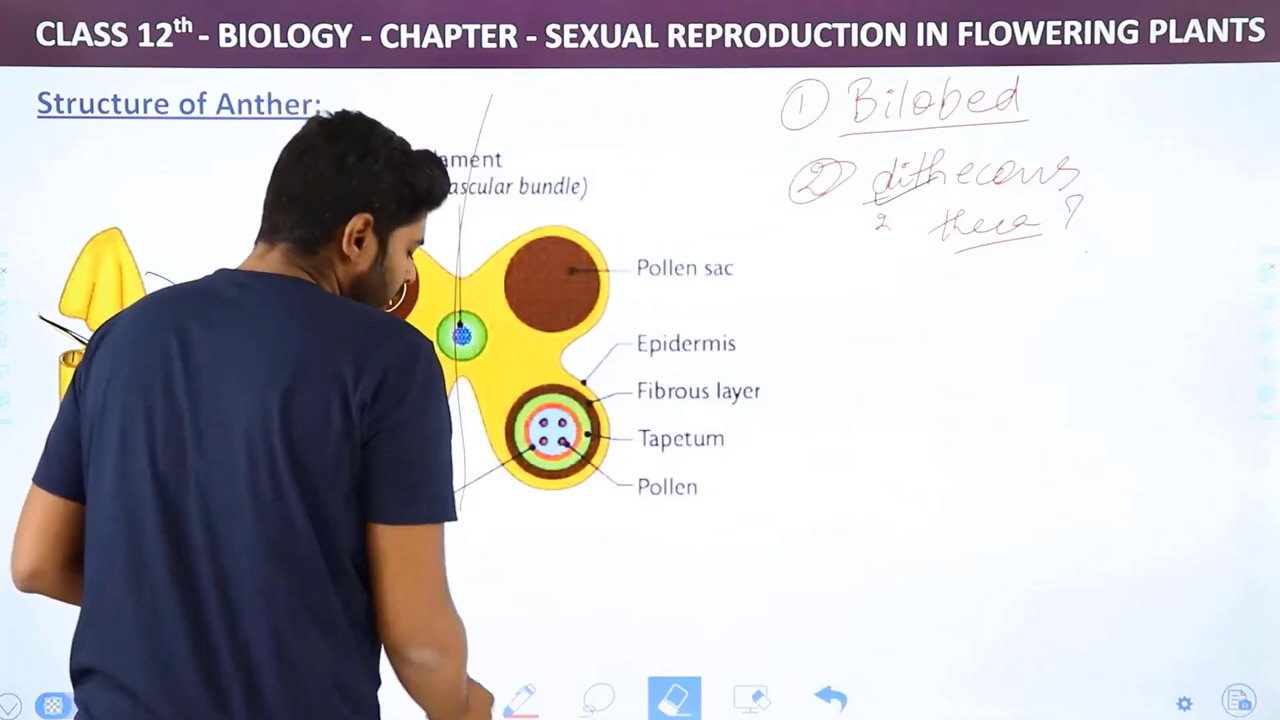 CLASS 12th - BIOLOGY - CHAPTER - SEXUAL REPRODUCTION IN FLOWERING PLANTS
Structure of Anther:
① Bilobed
② dithecous
2 theca ?
ament
ascular bundle)
Pollen sac
Epidermis
Fibrous layer
Tapetum
Pollen